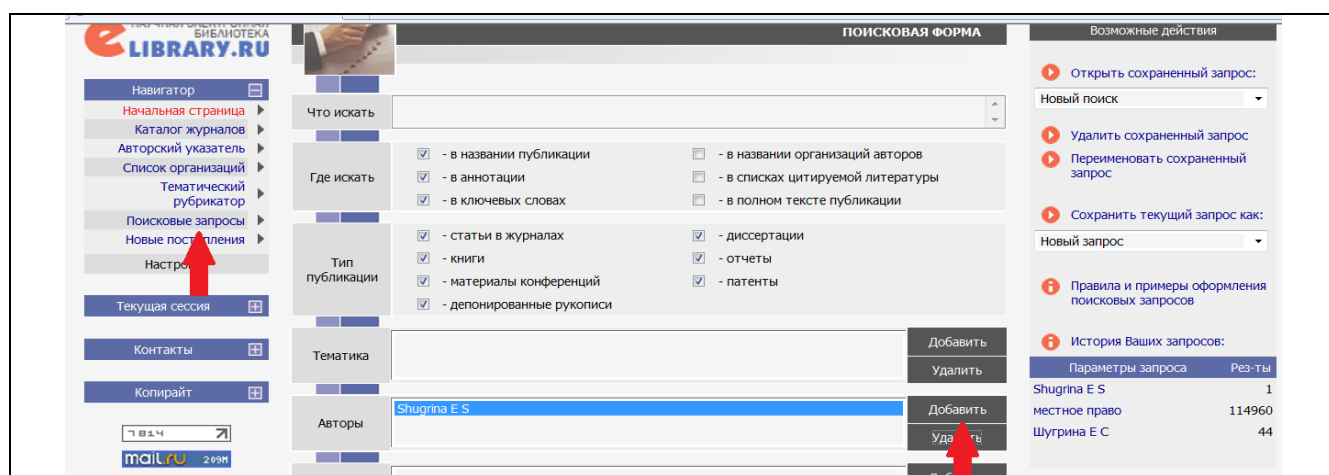 НАУЧНАЯ ЭЛЕКТРОННАЯ
БИБЛИОТЕКА
eLIBRARY.RU
Навигатор
Начальная страница
Каталог журналов
Авторский указатель
Список организаций
Тематический
рубрикатор
Поисковые запросы
Новые поступления
Текущая сессия
Контакты
Копирайт
7814
mail.ru 209M
ПОИСКОВАЯ ФОРМА
Что искать
Где искать
- в названии публикации
- в названии организаций авторов
- в аннотации
- в списках цитируемой литературы
- в ключевых словах
- в полном тексте публикации
Тип
публикации
- статьи в журналах
- диссертации
- книги
- отчеты
- материалы конференций
- патенты
- депонированные рукописи
Тематика
Добавить
Удалить
Авторы
Shugrina E S
Добавить
Удалить
Возможные действия
Открыть сохраненный запрос:
Новый поиск
Удалить сохраненный запрос
Переименовать сохраненный
запрос
Сохранить текущий запрос как:
Новый запрос
Правила и примеры оформления
поисковых запросов
История Ваших запросов:
Параметры запроса Рез-ты
Shugrina E S 1
местное право 114960
Шугрина Е С 44